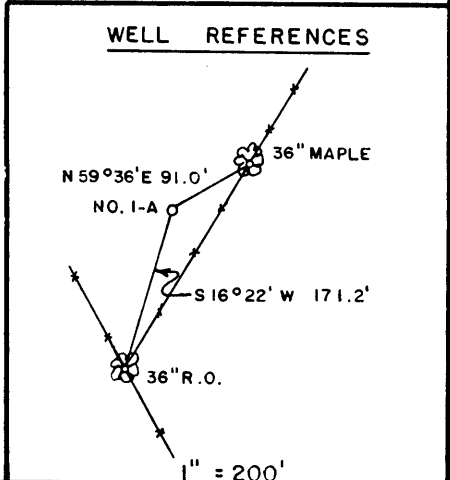 WELL REFERENCES
36" MAPLE
N 59°36'E 91.0'
NO. 1-A
S 16°22' W 171.2'
36" R.O.
1" = 200'